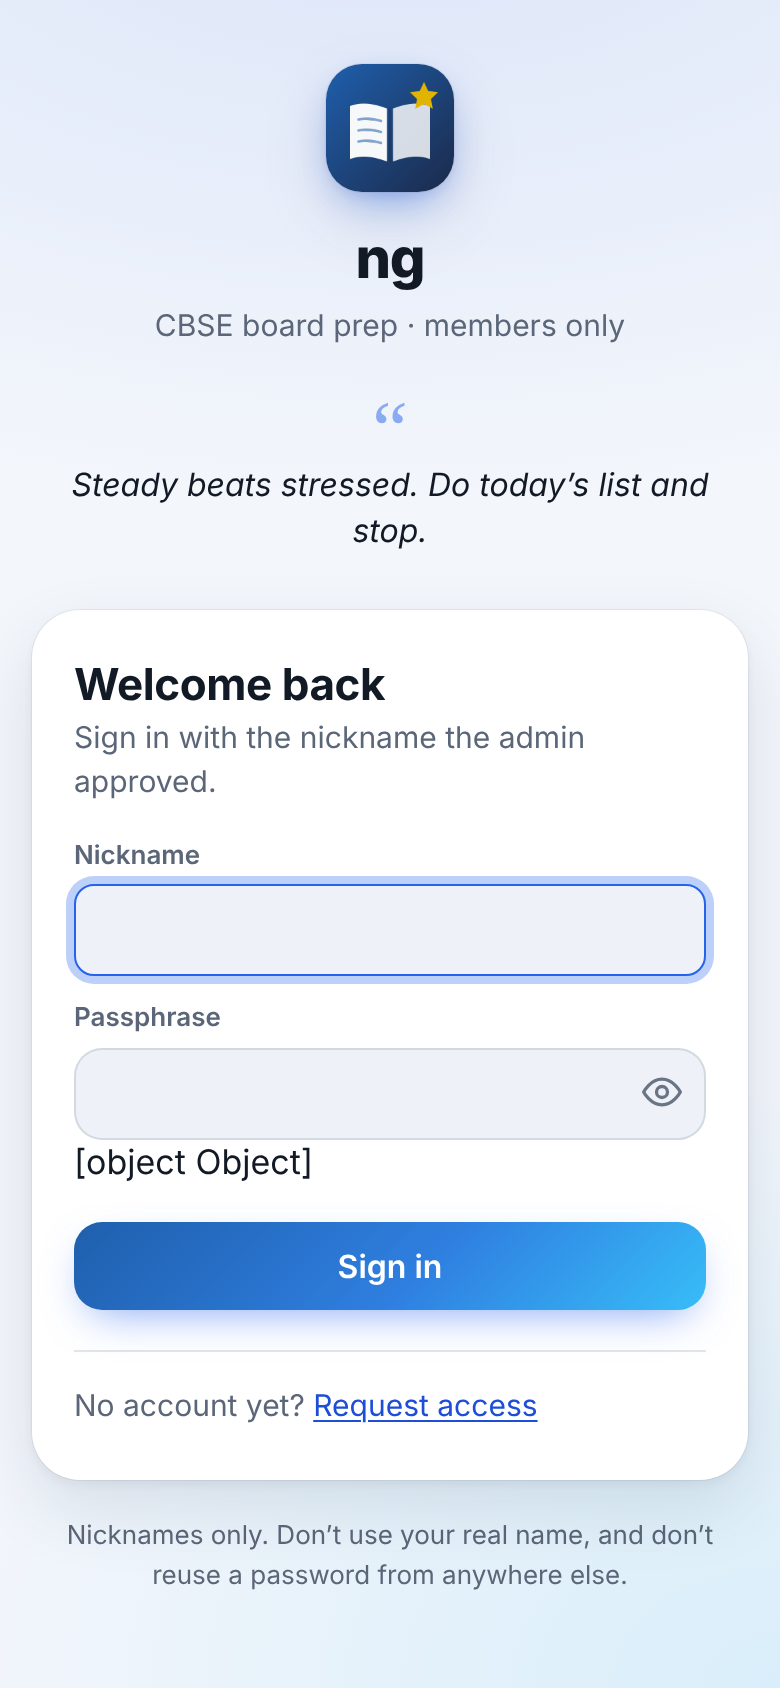 ng
CBSE board prep · members only
“
Steady beats stressed. Do today’s list and
stop.
Welcome back
Sign in with the nickname the admin
approved.
Nickname
Passphrase
[object Object]
Sign in
No account yet? Request access
Nicknames only. Don’t use your real name, and don’t
reuse a password from anywhere else.